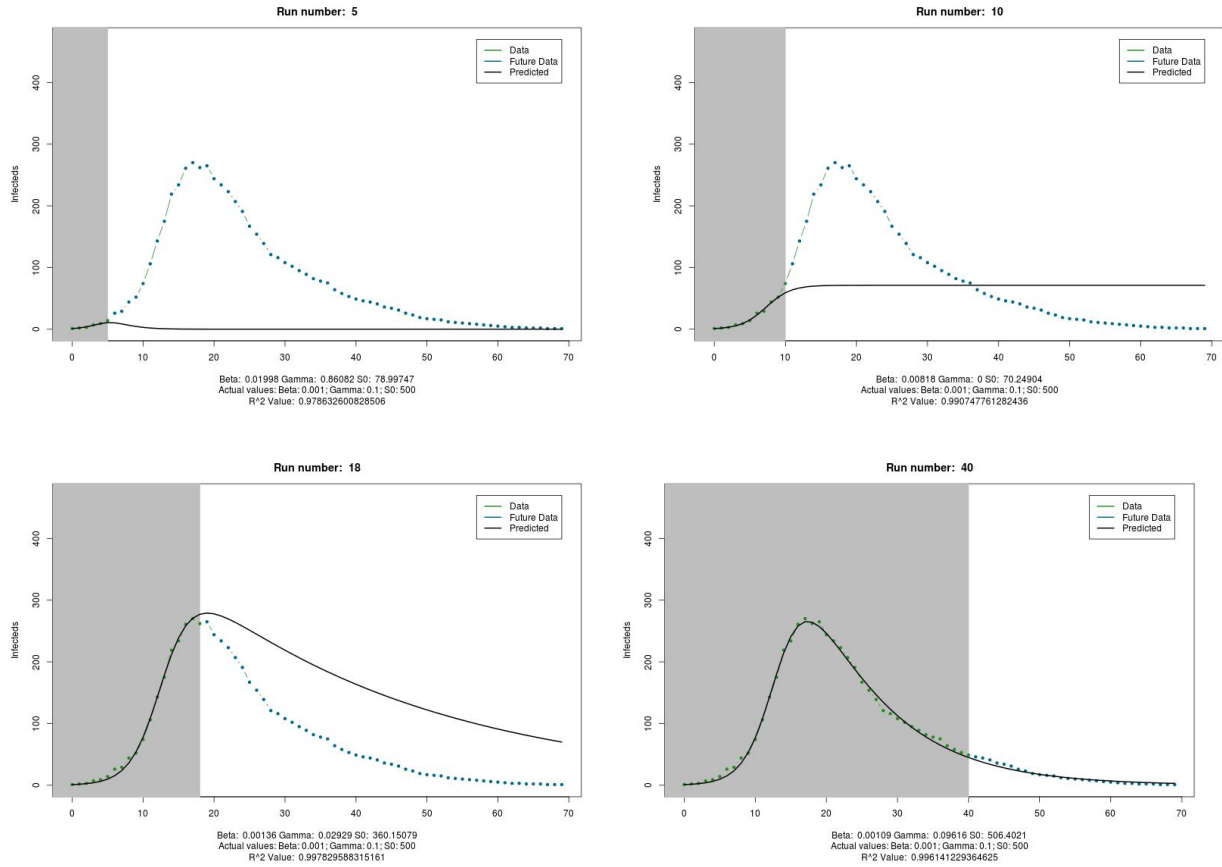 Run number: 5
Data
Future Data
Predicted
Infecteds
400
300
200
100
0
0 10 20 30 40 50 60 70
Beta: 0.01998 Gamma: 0.86082 S0: 78.99747
Actual values: Beta: 0.001; Gamma: 0.1; S0: 500
R^2 Value: 0.978632600828506
Run number: 10
Data
Future Data
Predicted
Infecteds
400
300
200
100
0
0 10 20 30 40 50 60 70
Beta: 0.00818 Gamma: 0 S0: 70.24904
Actual values: Beta: 0.001; Gamma: 0.1; S0: 500
R^2 Value: 0.990747761282436
Run number: 18
Data
Future Data
Predicted
Infecteds
400
300
200
100
0
0 10 20 30 40 50 60 70
Beta: 0.00136 Gamma: 0.02929 S0: 360.15079
Actual values: Beta: 0.001; Gamma: 0.1; S0: 500
R^2 Value: 0.997829588315161
Run number: 40
Data
Future Data
Predicted
Infecteds
400
300
200
100
0
0 10 20 30 40 50 60 70
Beta: 0.00109 Gamma: 0.09616 S0: 506.4021
Actual values: Beta: 0.001; Gamma: 0.1; S0: 500
R^2 Value: 0.996141229364625